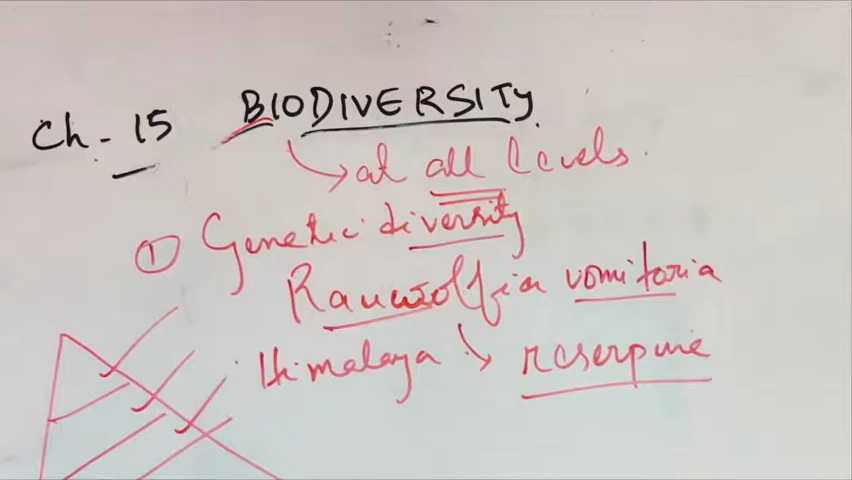 Ch - 15 BIODIVERSITY
at all levels.
① Genetic diversity
Rauwolfia vomitoria
Himalaya reserpine